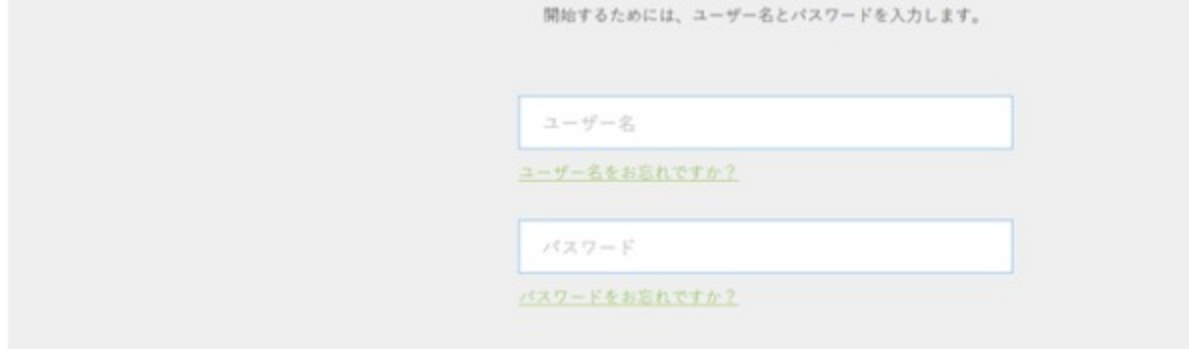 開始するためには、ユーザー名とパスワードを入力します。
ユーザー名
ユーザー名をお忘れですか？
パスワード
パスワードをお忘れですか？